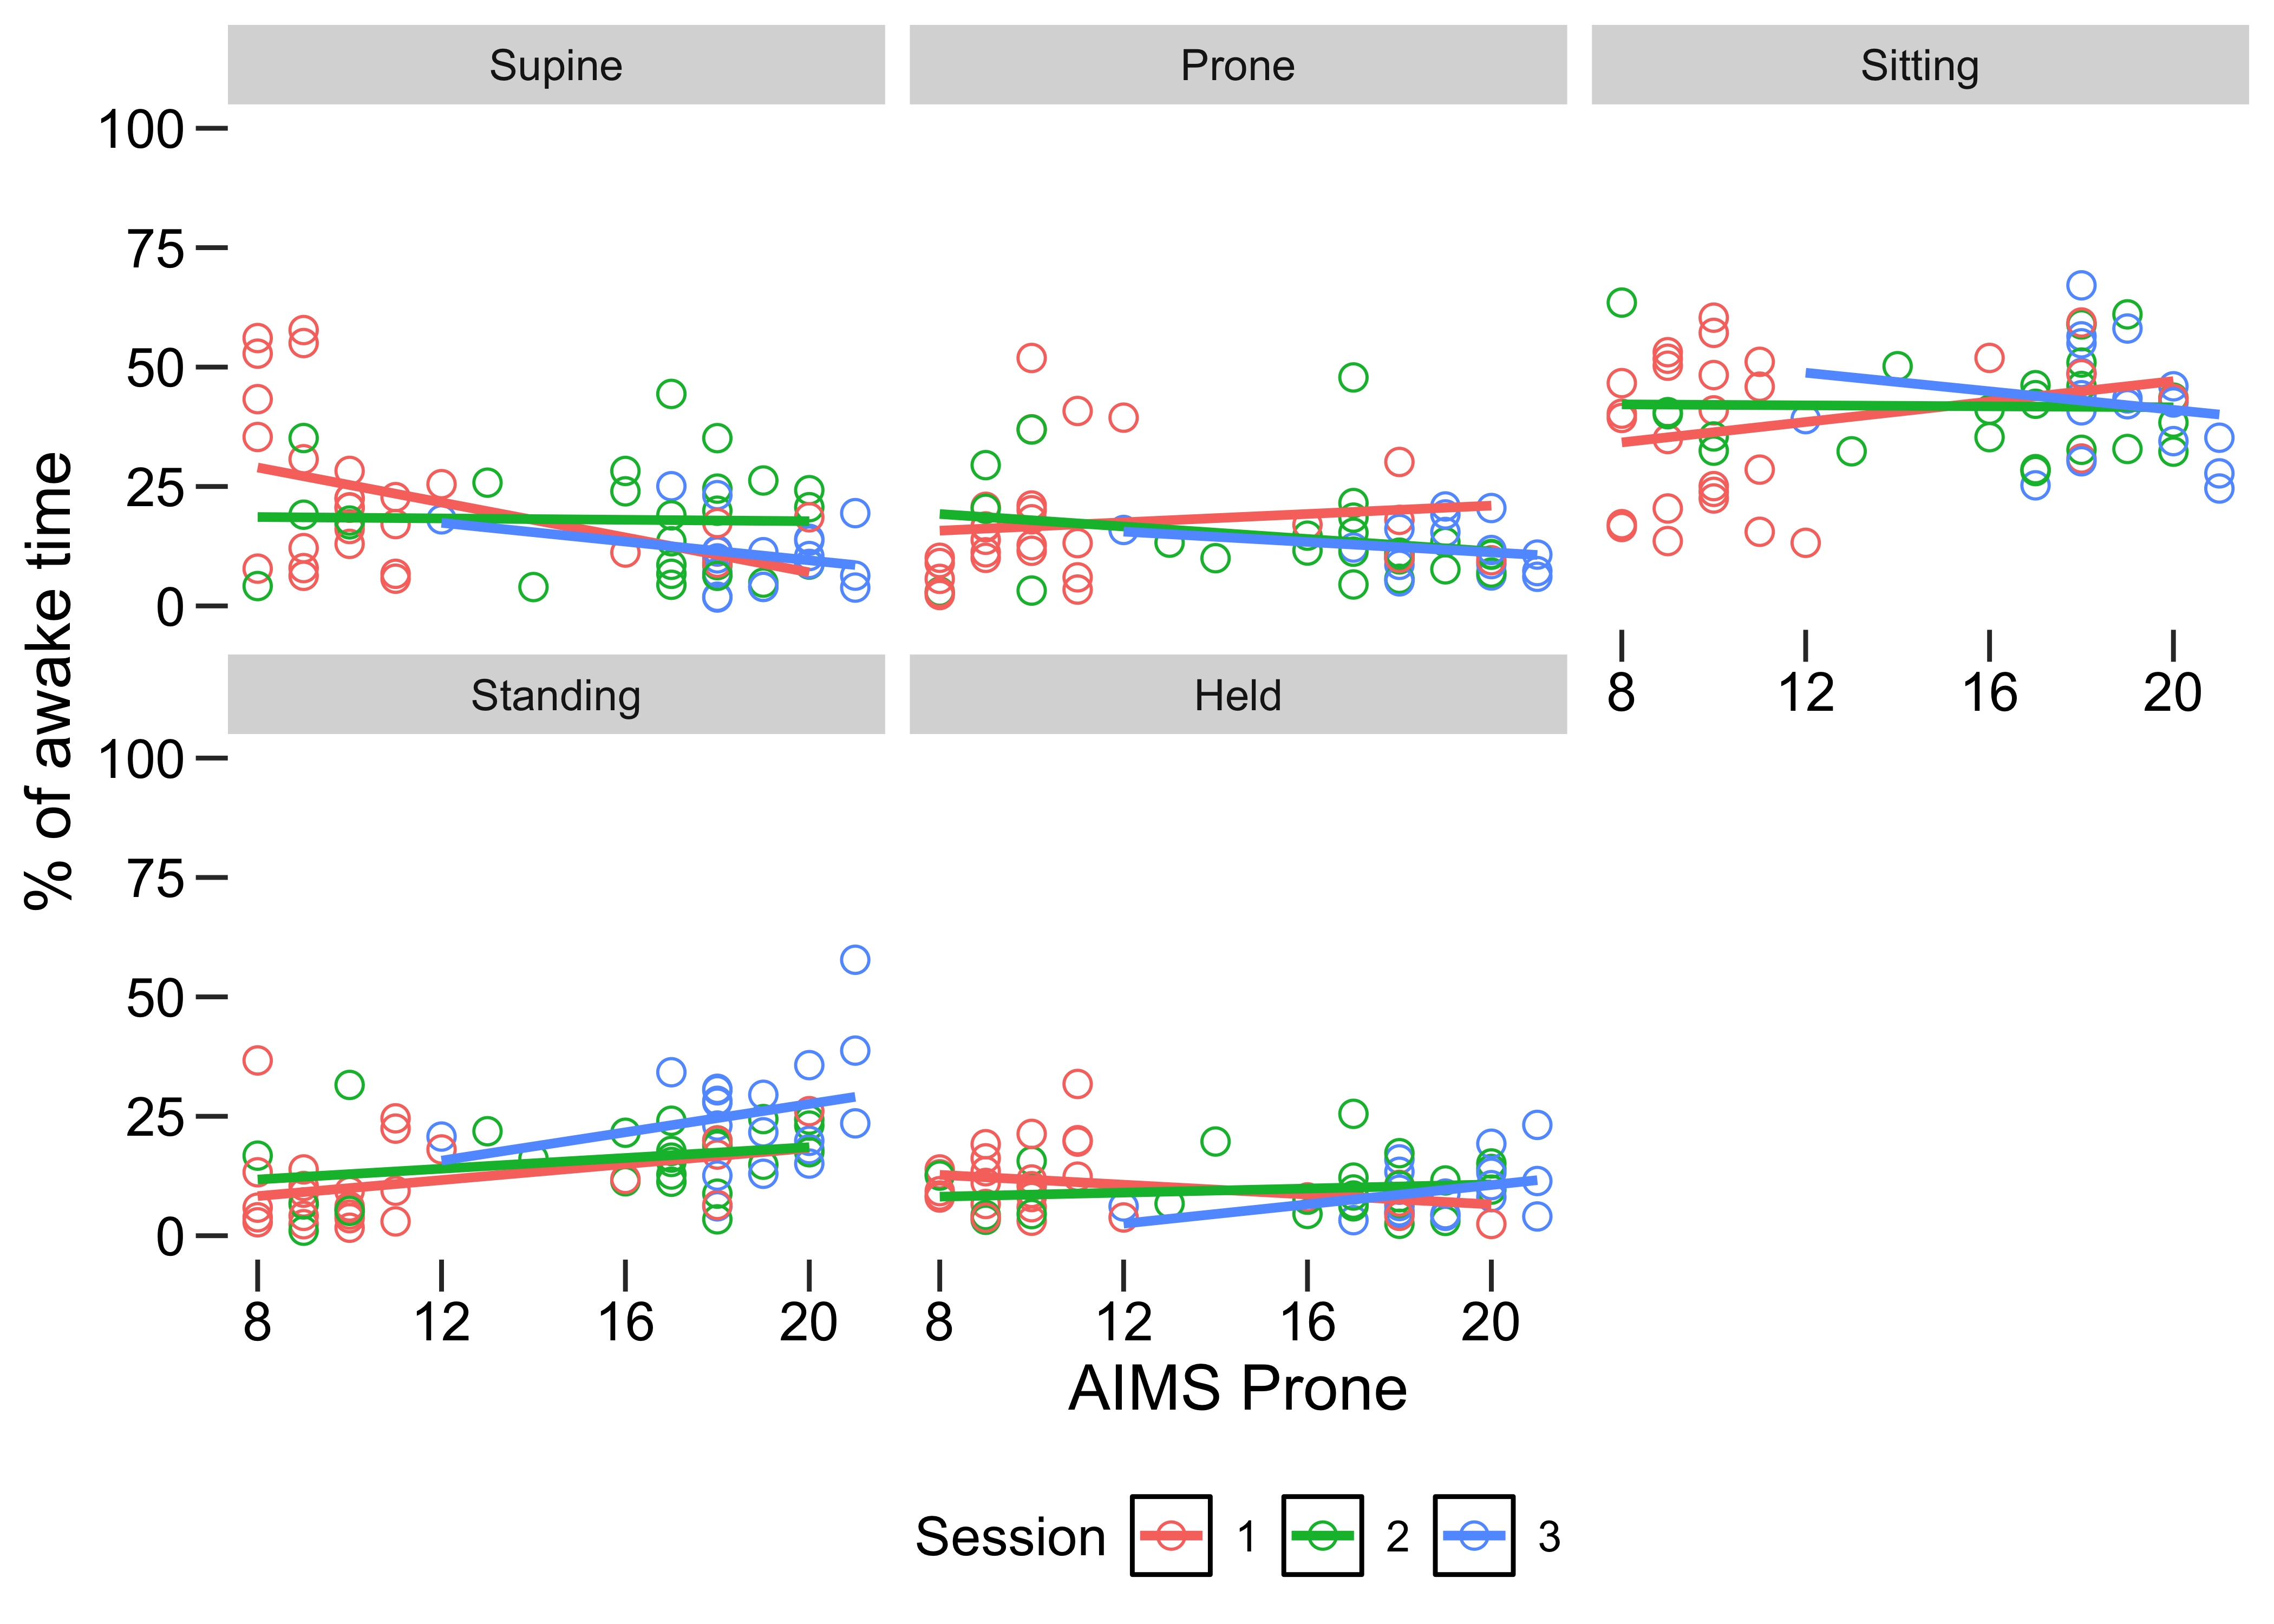 Supine Prone Sitting
100
75
50
25
0
8 12 16 20
Standing Held
100
75
50
25
0
8 12 16 20 8 12 16 20
% of awake time
AIMS Prone
Session 1 2 3